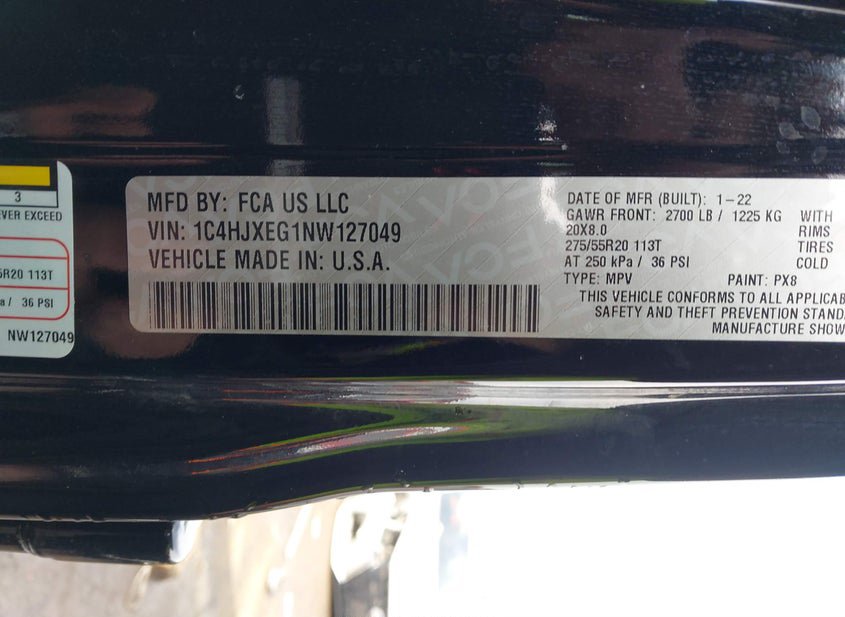 3
EVER EXCEED
5R20 113T
a / 36 PSI
NW127049
MFD BY: FCA US LLC
VIN: 1C4HJXEG1NW127049
VEHICLE MADE IN: U.S.A.
DATE OF MFR (BUILT): 1-22
GAWR FRONT: 2700 LB / 1225 KG WITH
20X8.0 RIMS
275/55R20 113T TIRES
AT 250 kPa / 36 PSI COLD
TYPE: MPV PAINT: PX8
THIS VEHICLE CONFORMS TO ALL APPLICAB
SAFETY AND THEFT PREVENTION STAND
MANUFACTURE SHOW